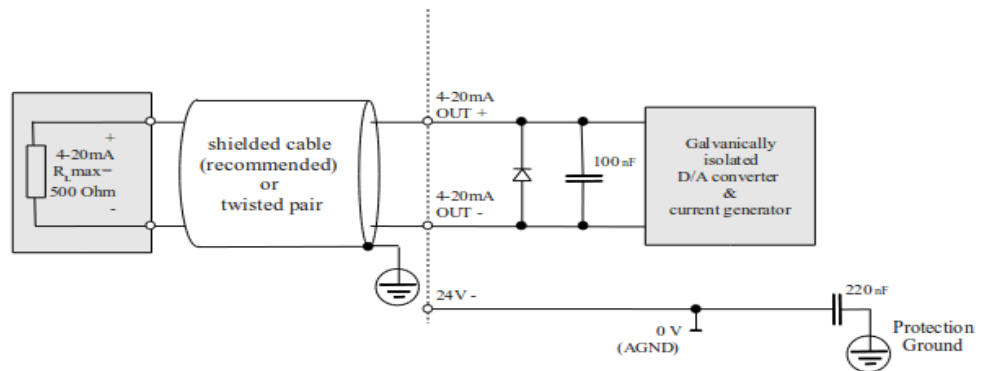 +
4-20mA
R_L max=
500 Ohm
-
shielded cable
(recommended)
or
twisted pair
4-20mA
OUT +
4-20mA
OUT -
100 nF
Galvanically
isolated
D/A converter
&
current generator
24V -
0 V
(AGND)
220 nF
Protection
Ground